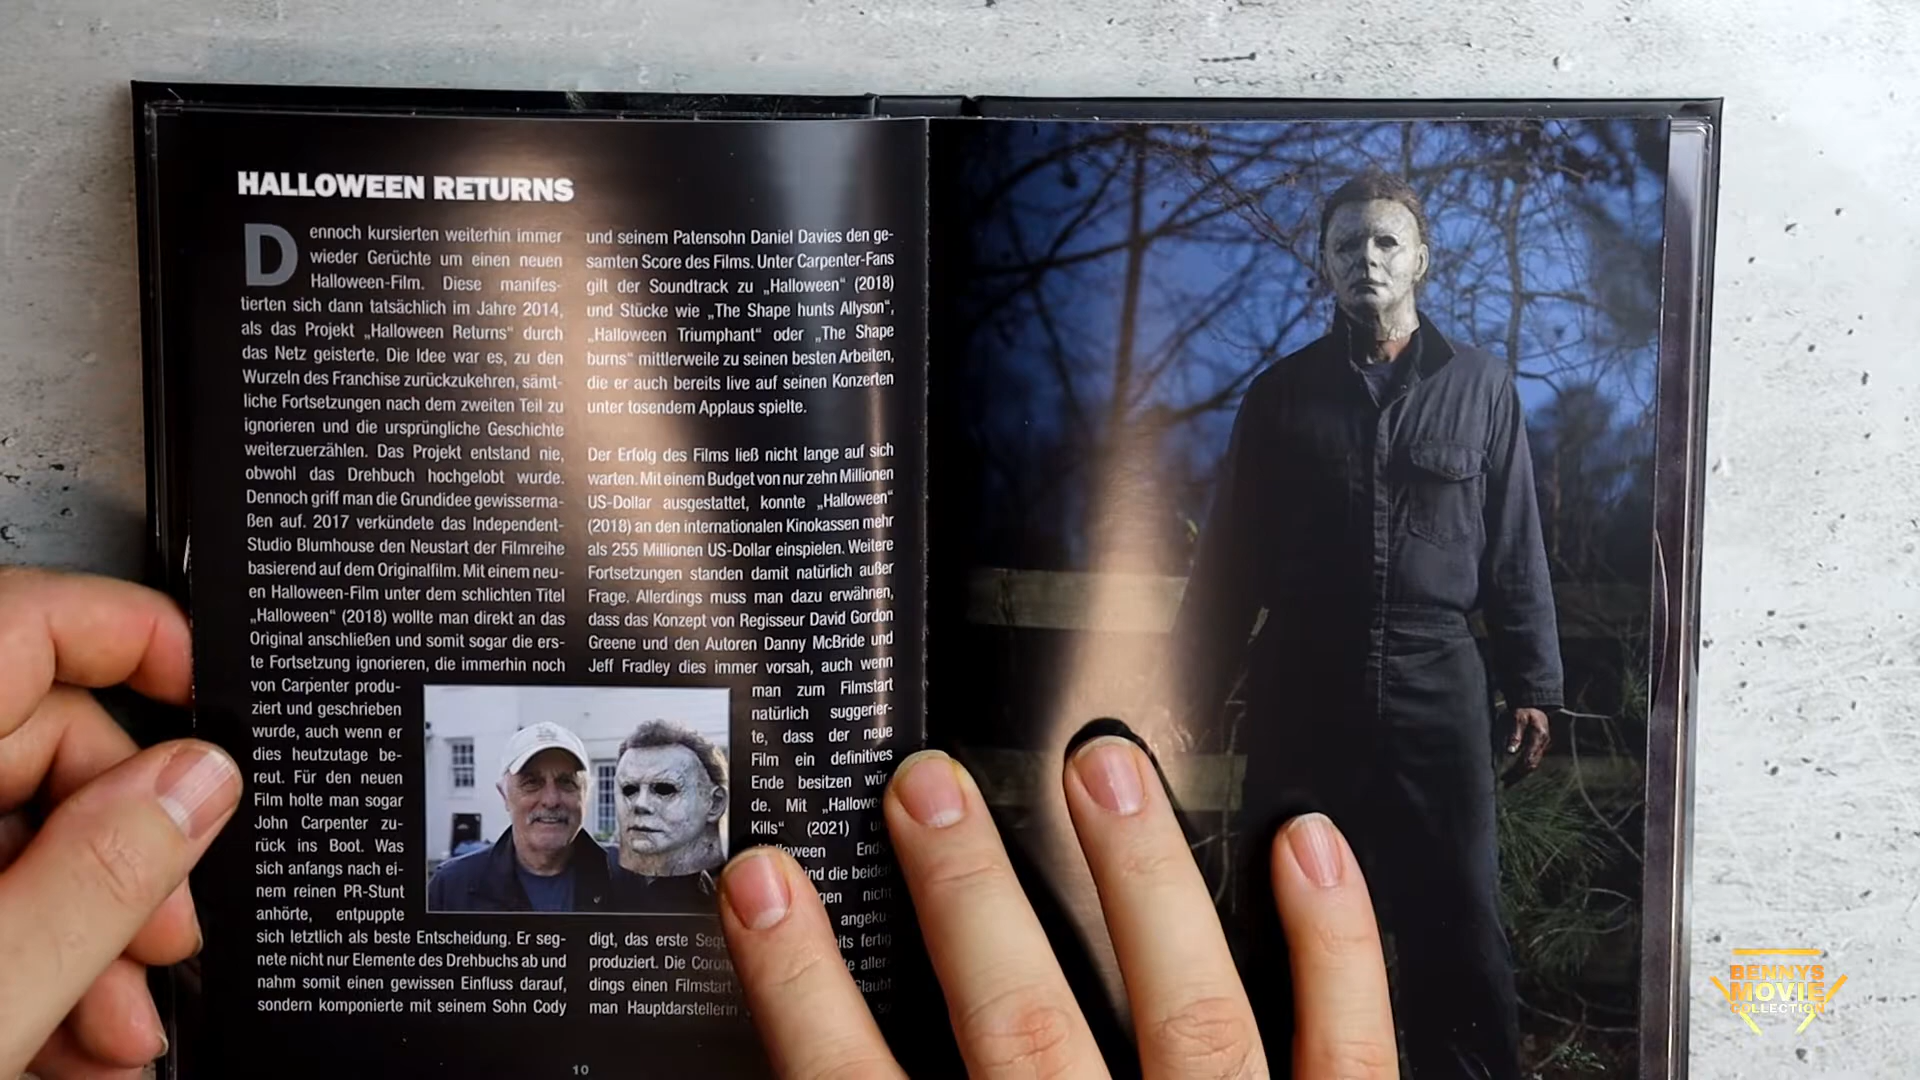 HALLOWEEN RETURNS
Dennoch kursierten weiterhin immer
wieder Gerüchte um einen neuen
Halloween-Film. Diese manifes-
tierten sich dann tatsächlich im Jahre 2014,
als das Projekt „Halloween Returns“ durch
das Netz geisterte. Die Idee war es, zu den
Wurzeln des Franchise zurückzukehren, sämt-
liche Fortsetzungen nach dem zweiten Teil zu
ignorieren und die ursprüngliche Geschichte
weiterzuerzählen. Das Projekt entstand nie,
obwohl das Drehbuch hochgelobt wurde.
Dennoch griff man die Grundidee gewisserma-
ßen auf. 2017 verkündete das Independent-
Studio Blumhouse den Neustart der Filmreihe
basierend auf dem Originalfilm. Mit einem neu-
en Halloween-Film unter dem schlichten Titel
„Halloween“ (2018) wollte man direkt an das
Original anschließen und somit sogar die ers-
te Fortsetzung ignorieren, die immerhin noch
von Carpenter produ-
ziert und geschrieben
wurde, auch wenn er
dies heutzutage be-
reut. Für den neuen
Film holte man sogar
John Carpenter zu-
rück ins Boot. Was
sich anfangs nach ei-
nem reinen PR-Stunt
anhörte, entpuppte
sich letztlich als beste Entscheidung. Er seg-
nete nicht nur Elemente des Drehbuchs ab und
nahm somit einen gewissen Einfluss darauf,
sondern komponierte mit seinem Sohn Cody
und seinem Patensohn Daniel Davies den ge-
samten Score des Films. Unter Carpenter-Fans
gilt der Soundtrack zu „Halloween“ (2018)
und Stücke wie „The Shape hunts Allyson“,
„Halloween Triumphant“ oder „The Shape
burns“ mittlerweile zu seinen besten Arbeiten,
die er auch bereits live auf seinen Konzerten
unter tosendem Applaus spielte.
Der Erfolg des Films ließ nicht lange auf sich
warten. Mit einem Budget von nur zehn Millionen
US-Dollar ausgestattet, konnte „Halloween“
(2018) an den internationalen Kinokassen mehr
als 255 Millionen US-Dollar einspielen. Weitere
Fortsetzungen standen damit natürlich außer
Frage. Allerdings muss man dazu erwähnen,
dass das Konzept von Regisseur David Gordon
Greene und den Autoren Danny McBride und
Jeff Fradley dies immer vorsah, auch wenn
man zum Filmstart
natürlich suggerier-
te, dass der neue
Film ein definitives
Ende besitzen wür
de. Mit „Hallowe
Kills“ (2021)
die beiden
nicht
angekü
digt, das erste fertig
produziert. Die aller-
dings einen Filmstart
man Hauptdarstellerin
10
BENNYS
MOVIE
COLLECTION